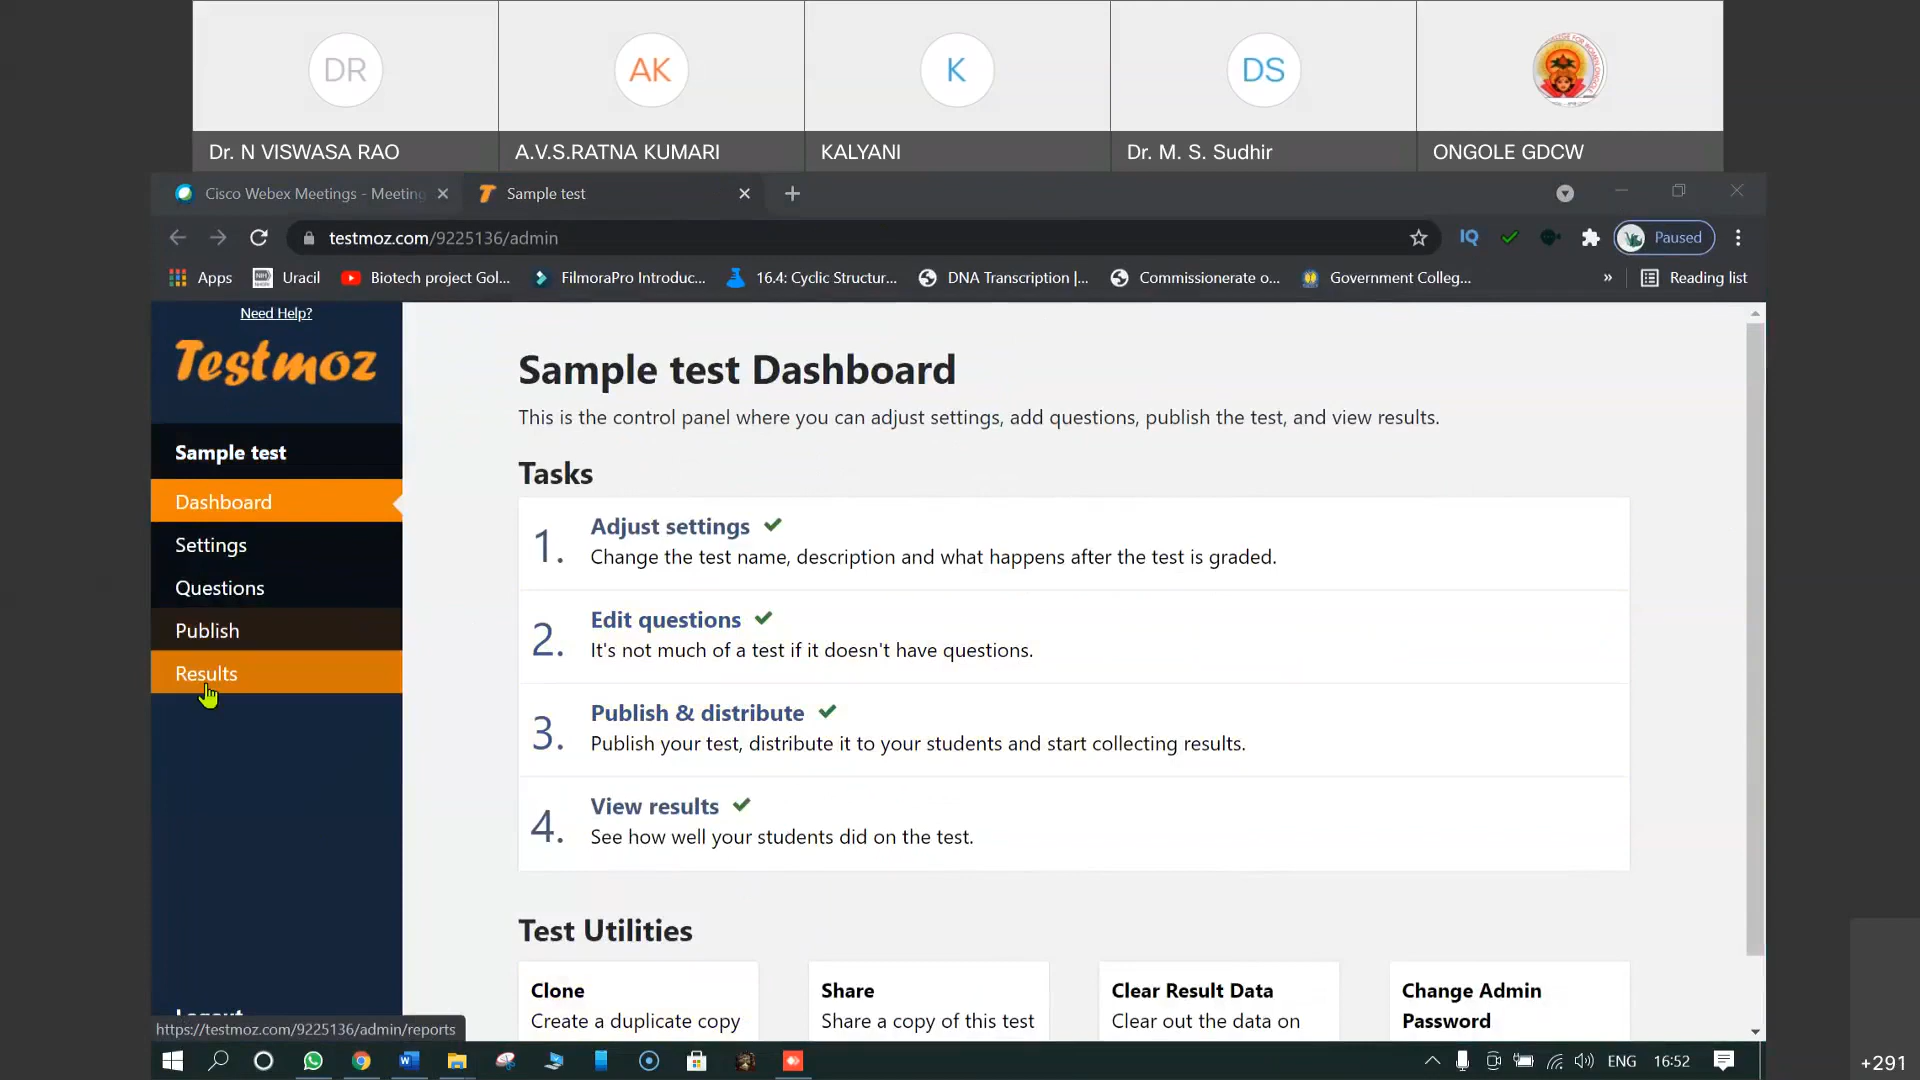 DR
AK
K
DS
Dr. N VISWASA RAO
A.V.S.RATNA KUMARI
KALYANI
Dr. M. S. Sudhir
ONGOLE GDCW
Cisco Webex Meetings - Meeting
Sample test
testmoz.com/9225136/admin
IQ
Paused
Apps
Uracil
Biotech project Gol...
FilmoraPro Introduc...
16.4: Cyclic Structur...
DNA Transcription |...
Commissionerate o...
Government Colleg...
»
Reading list
Need Help?
Testmoz
Sample test
Dashboard
Settings
Questions
Publish
Results
Logout
Sample test Dashboard
This is the control panel where you can adjust settings, add questions, publish the test, and view results.
Tasks
1. Adjust settings
Change the test name, description and what happens after the test is graded.
2. Edit questions
It's not much of a test if it doesn't have questions.
3. Publish & distribute
Publish your test, distribute it to your students and start collecting results.
4. View results
See how well your students did on the test.
Test Utilities
Clone
Create a duplicate copy
Share
Share a copy of this test
Clear Result Data
Clear out the data on
Change Admin
Password
https://testmoz.com/9225136/admin/reports
ENG
16:52
+291